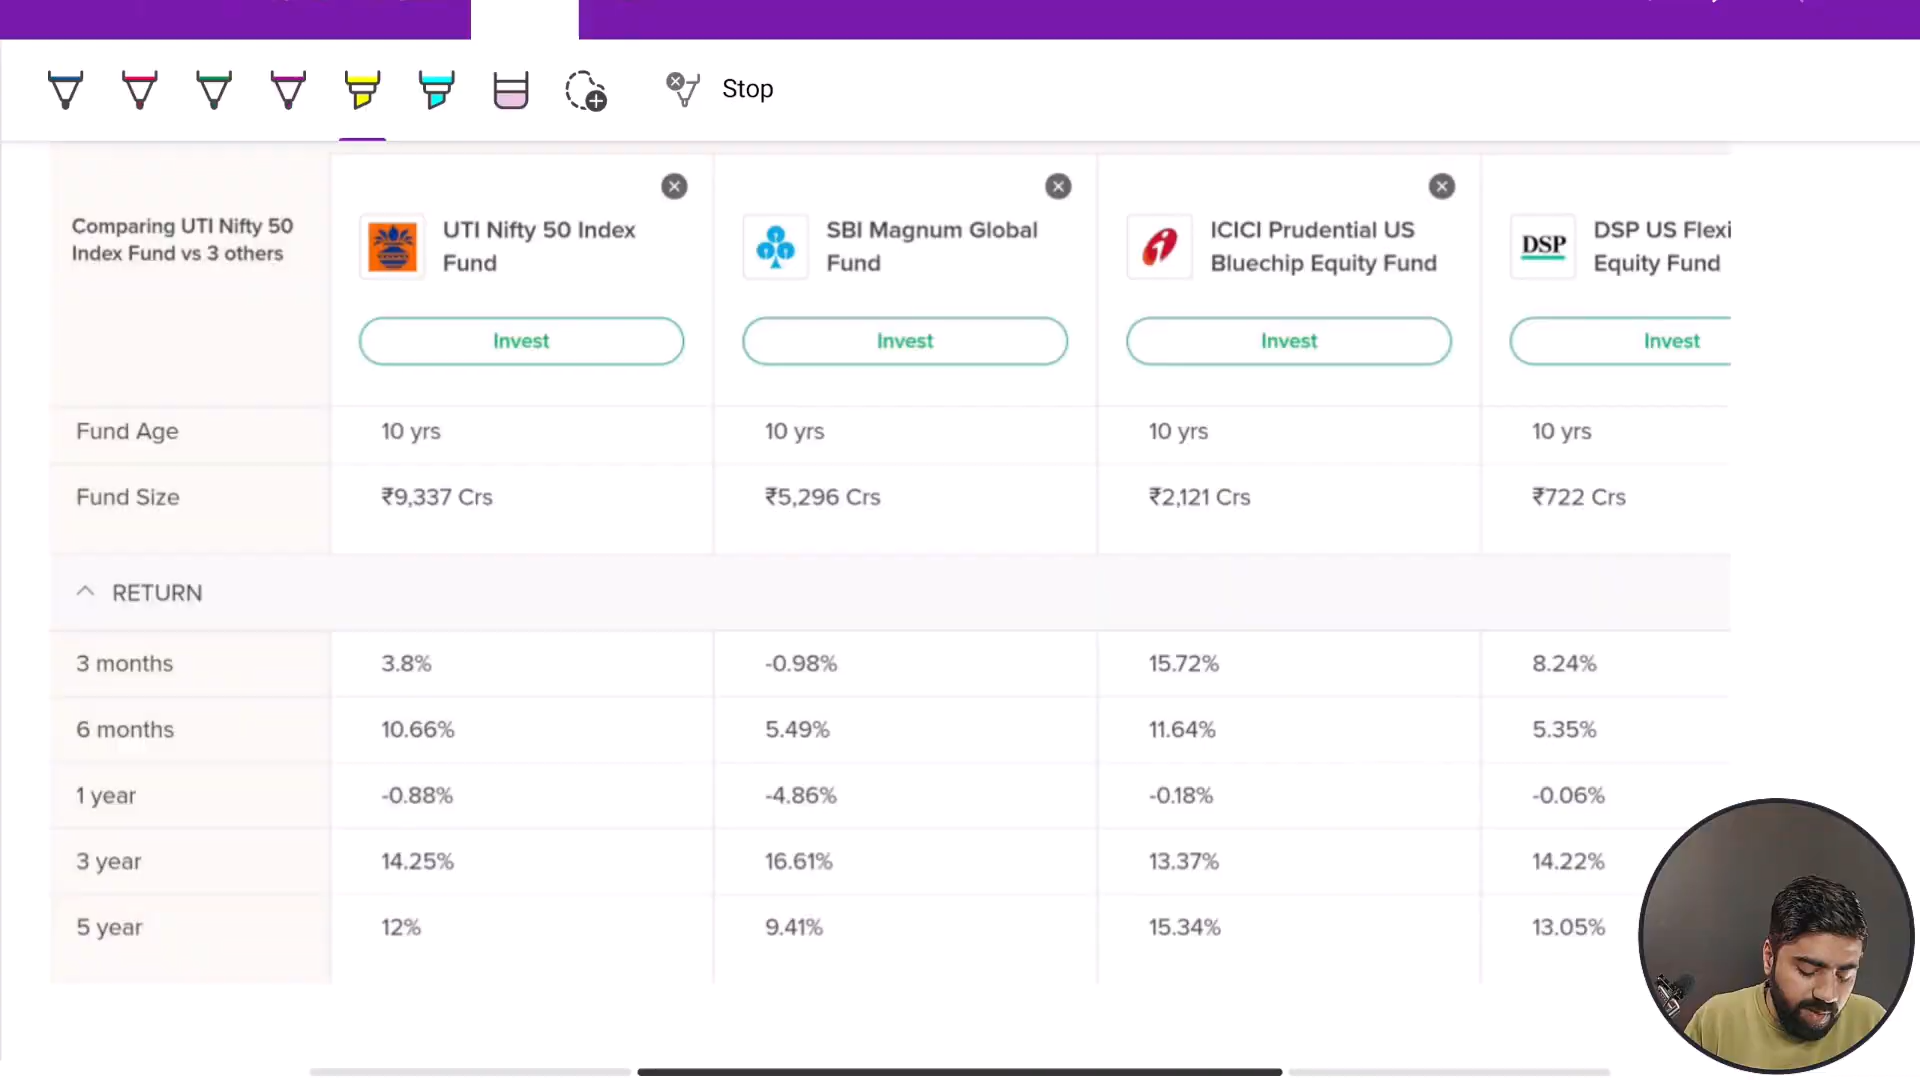 Stop
Comparing UTI Nifty 50
Index Fund vs 3 others
UTI Nifty 50 Index
Fund
SBI Magnum Global
Fund
ICICI Prudential US
Bluechip Equity Fund
DSP
DSP US Flexi
Equity Fund
Invest
Invest
Invest
Invest
Fund Age
10 yrs
10 yrs
10 yrs
10 yrs
Fund Size
₹9,337 Crs
₹5,296 Crs
₹2,121 Crs
₹722 Crs
RETURN
3 months
3.8%
-0.98%
15.72%
8.24%
6 months
10.66%
5.49%
11.64%
5.35%
1 year
-0.88%
-4.86%
-0.18%
-0.06%
3 year
14.25%
16.61%
13.37%
14.22%
5 year
12%
9.41%
15.34%
13.05%